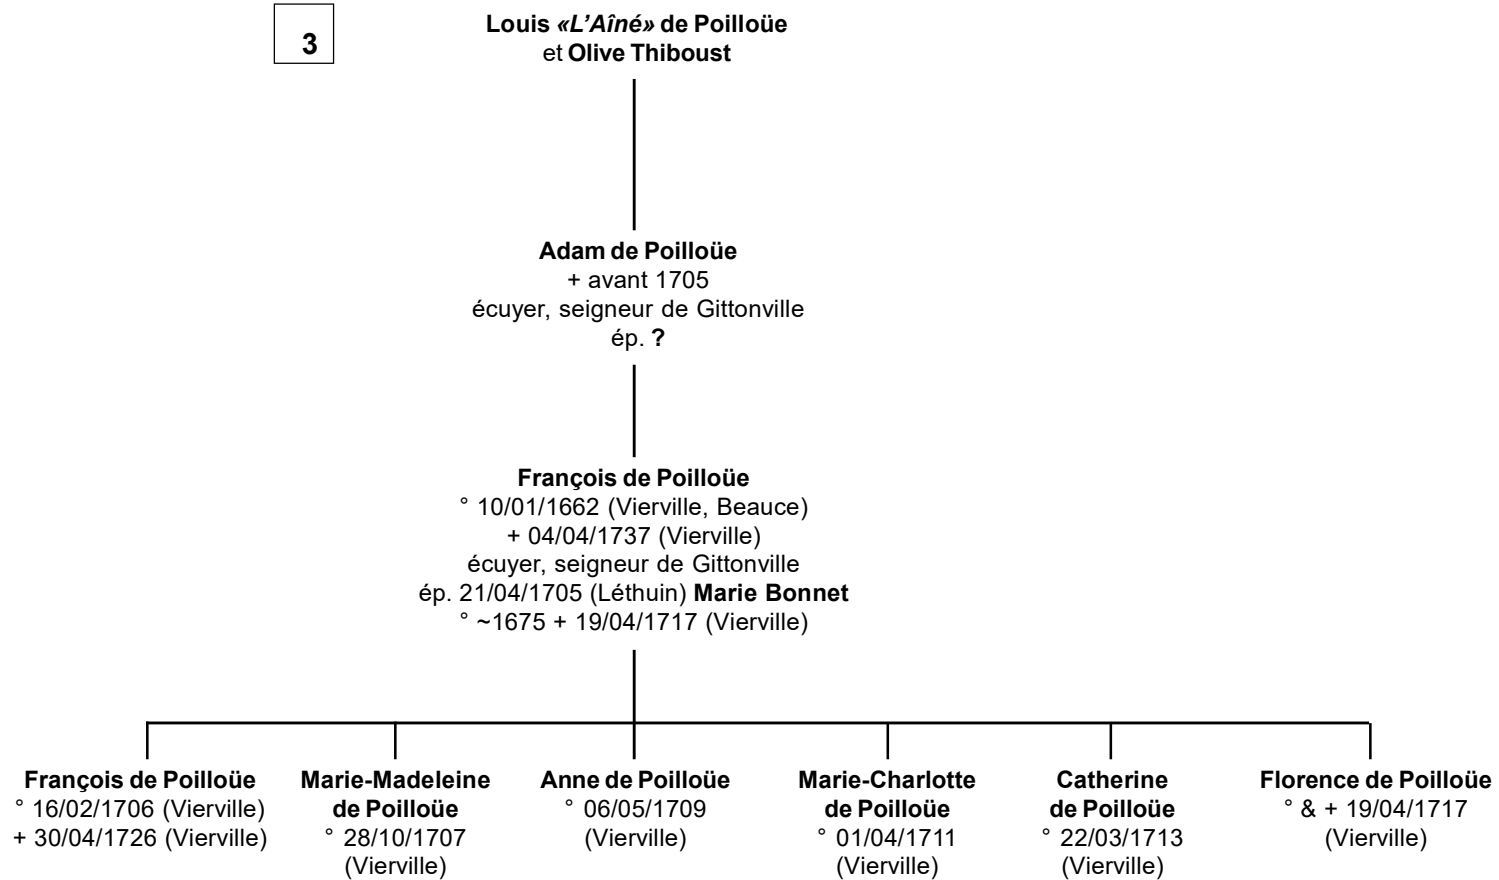 3
Louis «L’Aîné» de Poilloüe
et Olive Thiboust
Adam de Poilloüe
+ avant 1705
écuyer, seigneur de Gittonville
ép. ?
François de Poilloüe
° 10/01/1662 (Vierville, Beauce)
+ 04/04/1737 (Vierville)
écuyer, seigneur de Gittonville
ép. 21/04/1705 (Léthuin) Marie Bonnet
° ~1675 + 19/04/1717 (Vierville)
François de Poilloüe
° 16/02/1706 (Vierville)
+ 30/04/1726 (Vierville)
Marie-Madeleine
de Poilloüe
° 28/10/1707
(Vierville)
Anne de Poilloüe
° 06/05/1709
(Vierville)
Marie-Charlotte
de Poilloüe
° 01/04/1711
(Vierville)
Catherine
de Poilloüe
° 22/03/1713
(Vierville)
Florence de Poilloüe
° & + 19/04/1717
(Vierville)